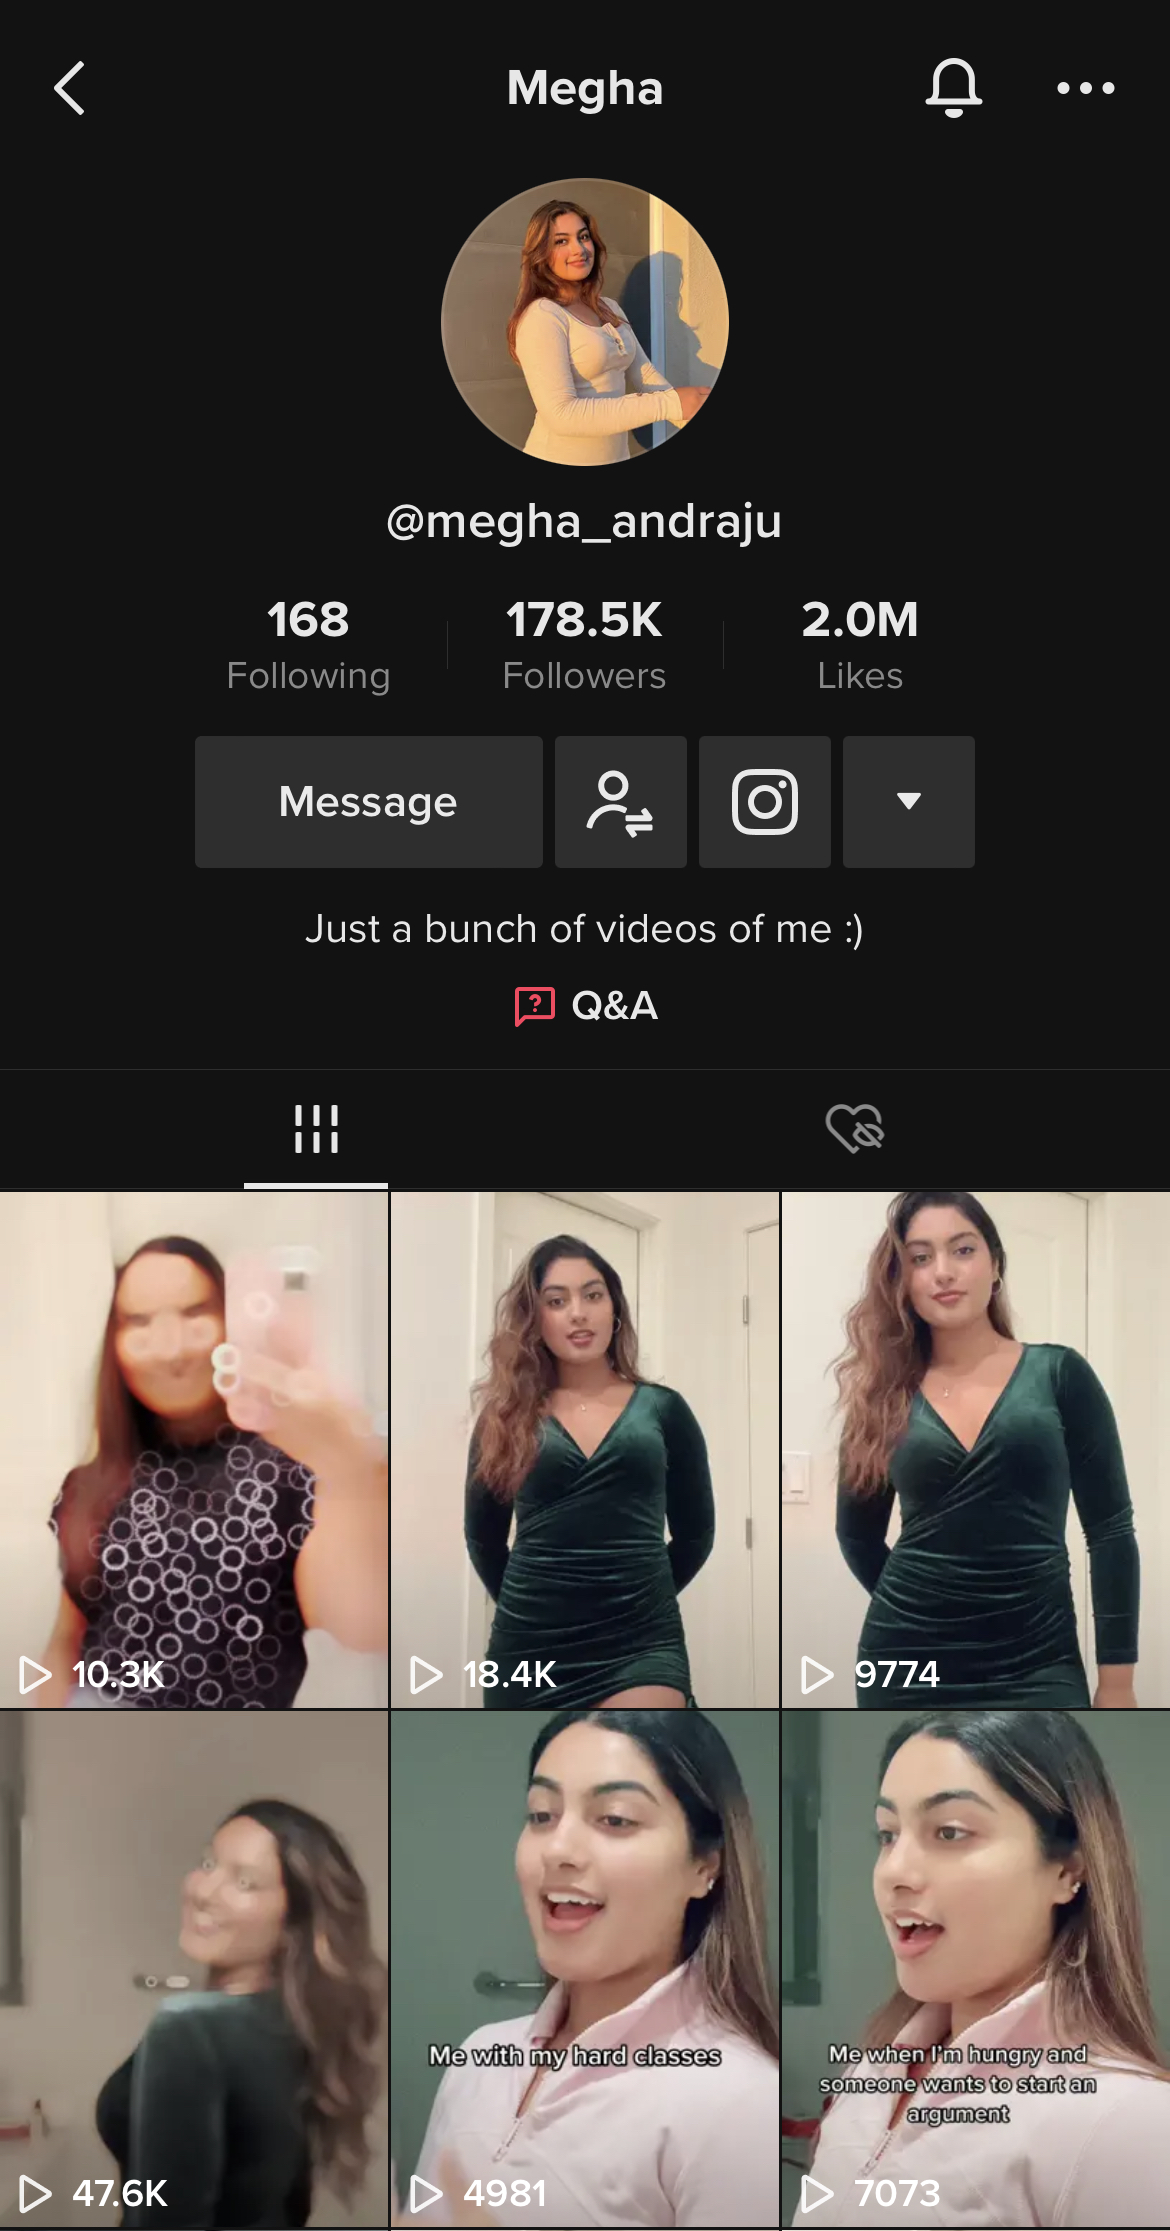 Megha
@megha_andraju
168 178.5K 2.0M
Following Followers Likes
Message
Just a bunch of videos of me :)
? Q&A
10.3K 18.4K 9774
Me with my hard classes
Me when I'm hungry and
someone wants to start an
argument
47.6K 4981 7073